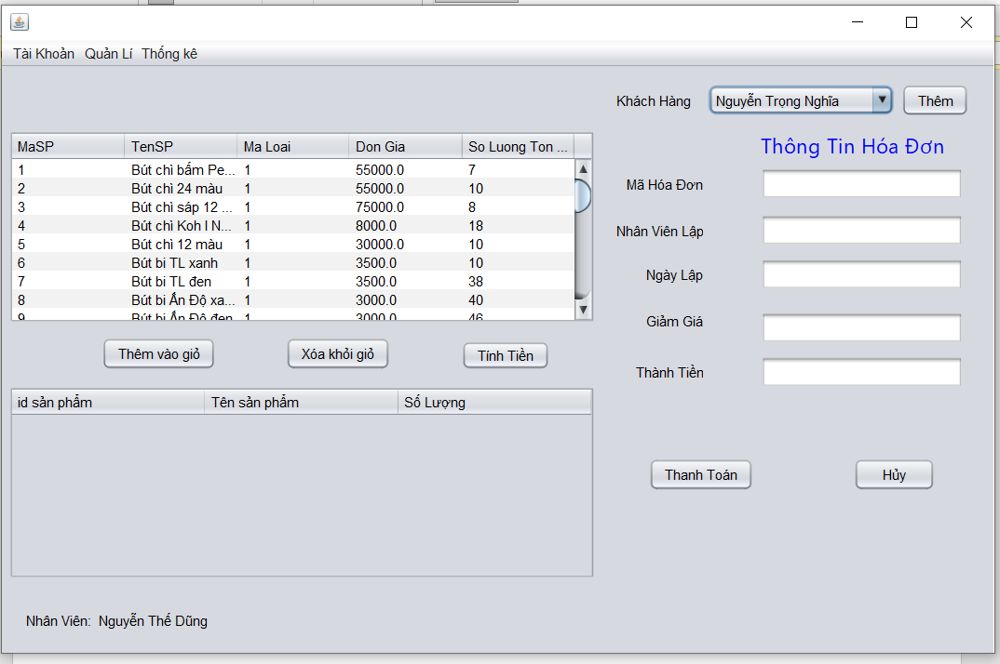 Tài Khoản Quản Lí Thống kê
Khách Hàng Nguyễn Trọng Nghĩa Thêm
MaSP TenSP Ma Loai Don Gia So Luong Ton ...
1 Bút chì bấm Pe... 1 55000.0 7
2 Bút chì 24 màu 1 55000.0 10
3 Bút chì sáp 12 ... 1 75000.0 8
4 Bút chì Koh I N... 1 8000.0 18
5 Bút chì 12 màu 1 30000.0 10
6 Bút bi TL xanh 1 3500.0 10
7 Bút bi TL đen 1 3500.0 38
8 Bút bi Ấn Độ xa... 1 3000.0 40
9 Bút bi Ấn Độ đen 1 3000.0 46
Thêm vào giỏ Xóa khỏi giỏ Tính Tiền
id sản phẩm Tên sản phẩm Số Lượng
Nhân Viên: Nguyễn Thế Dũng
Thông Tin Hóa Đơn
Mã Hóa Đơn
Nhân Viên Lập
Ngày Lập
Giảm Giá
Thành Tiền
Thanh Toán Hủy